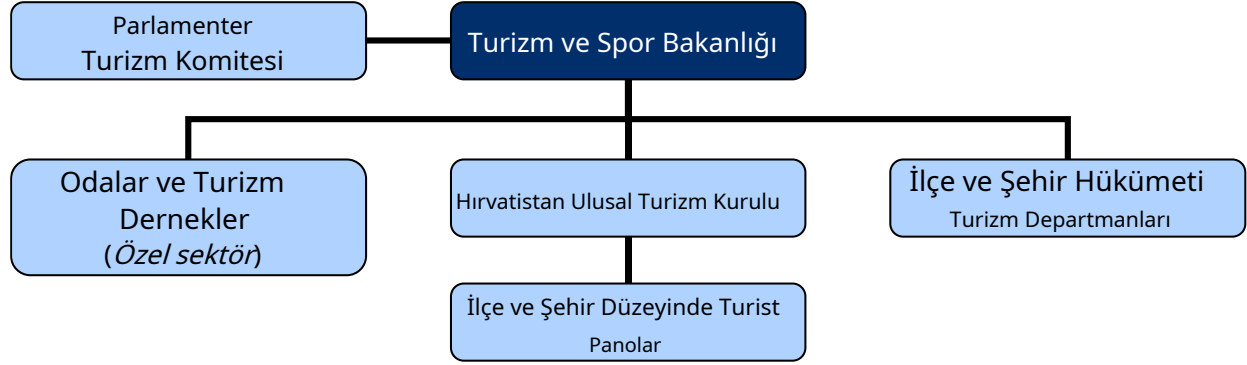 Parlamenter
Turizm Komitesi
Turizm ve Spor Bakanlığı
Odalar ve Turizm
Dernekler
(Özel sektör)
Hırvatistan Ulusal Turizm Kurulu
İlçe ve Şehir Hükümeti
Turizm Departmanları
İlçe ve Şehir Düzeyinde Turist
Panolar